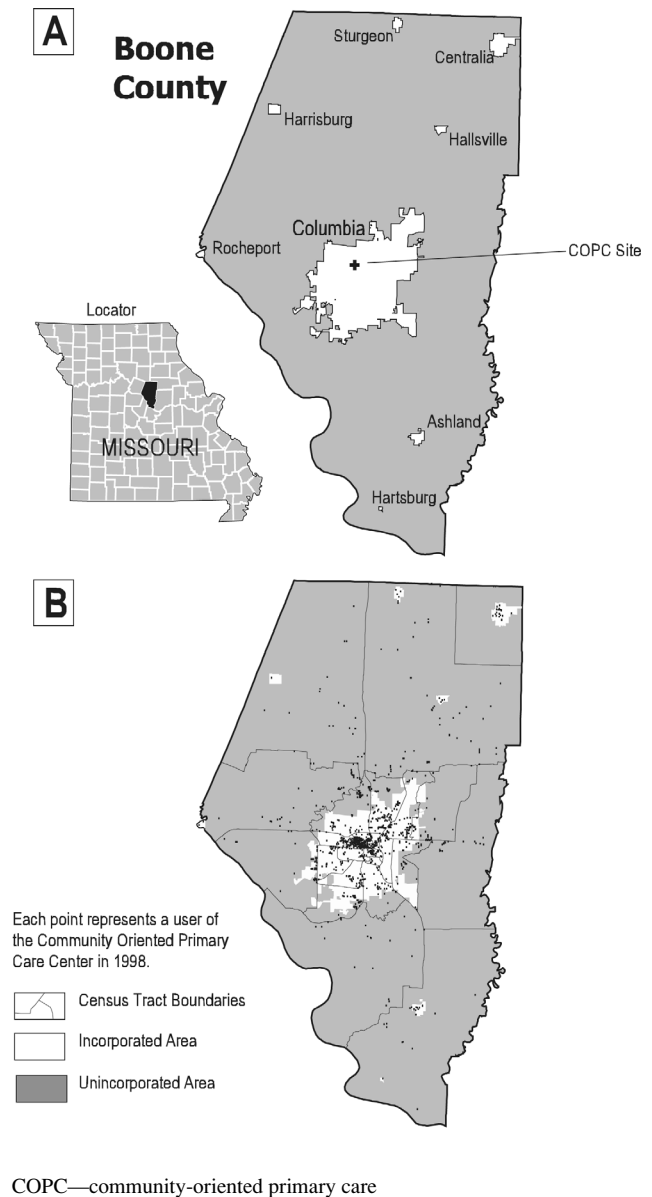 A
Boone
County
Sturgeon
Centralia
Harrisburg
Hallsville
Columbia
Rocheport
COPC Site
Locator
MISSOURI
Ashland
Hartsburg
B
Each point represents a user of
the Community Oriented Primary
Care Center in 1998.
Census Tract Boundaries
Incorporated Area
Unincorporated Area
COPC—community-oriented primary care